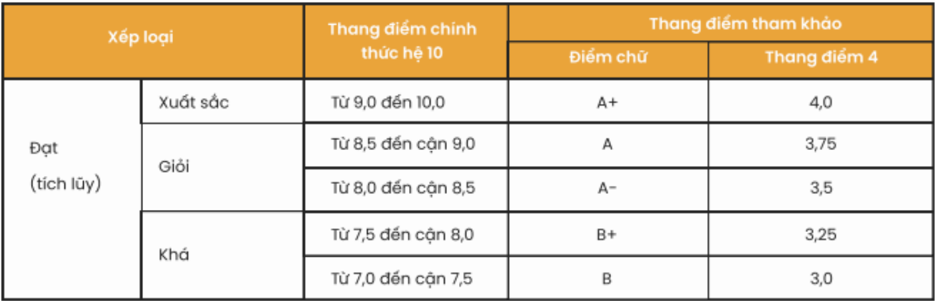 Xếp loại
Thang điểm chính
thức hệ 10
Thang điểm tham khảo
Điểm chữ
Thang điểm 4
Đạt
(tích lũy)
Xuất sắc
Từ 9,0 đến 10,0
A+
4,0
Giỏi
Từ 8,5 đến cận 9,0
A
3,75
Từ 8,0 đến cận 8,5
A-
3,5
Khá
Từ 7,5 đến cận 8,0
B+
3,25
Từ 7,0 đến cận 7,5
B
3,0